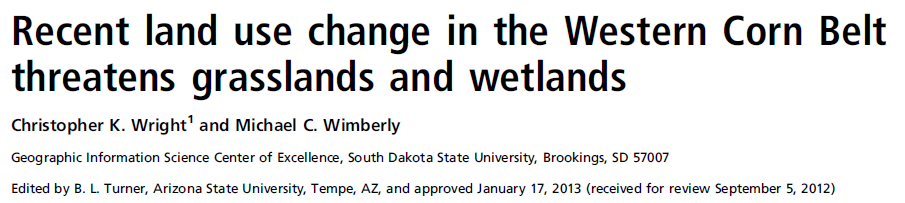 Recent land use change in the Western Corn Belt
threatens grasslands and wetlands
Christopher K. Wright1 and Michael C. Wimberly
Geographic Information Science Center of Excellence, South Dakota State University, Brookings, SD 57007
Edited by B. L. Turner, Arizona State University, Tempe, AZ, and approved January 17, 2013 (received for review September 5, 2012)